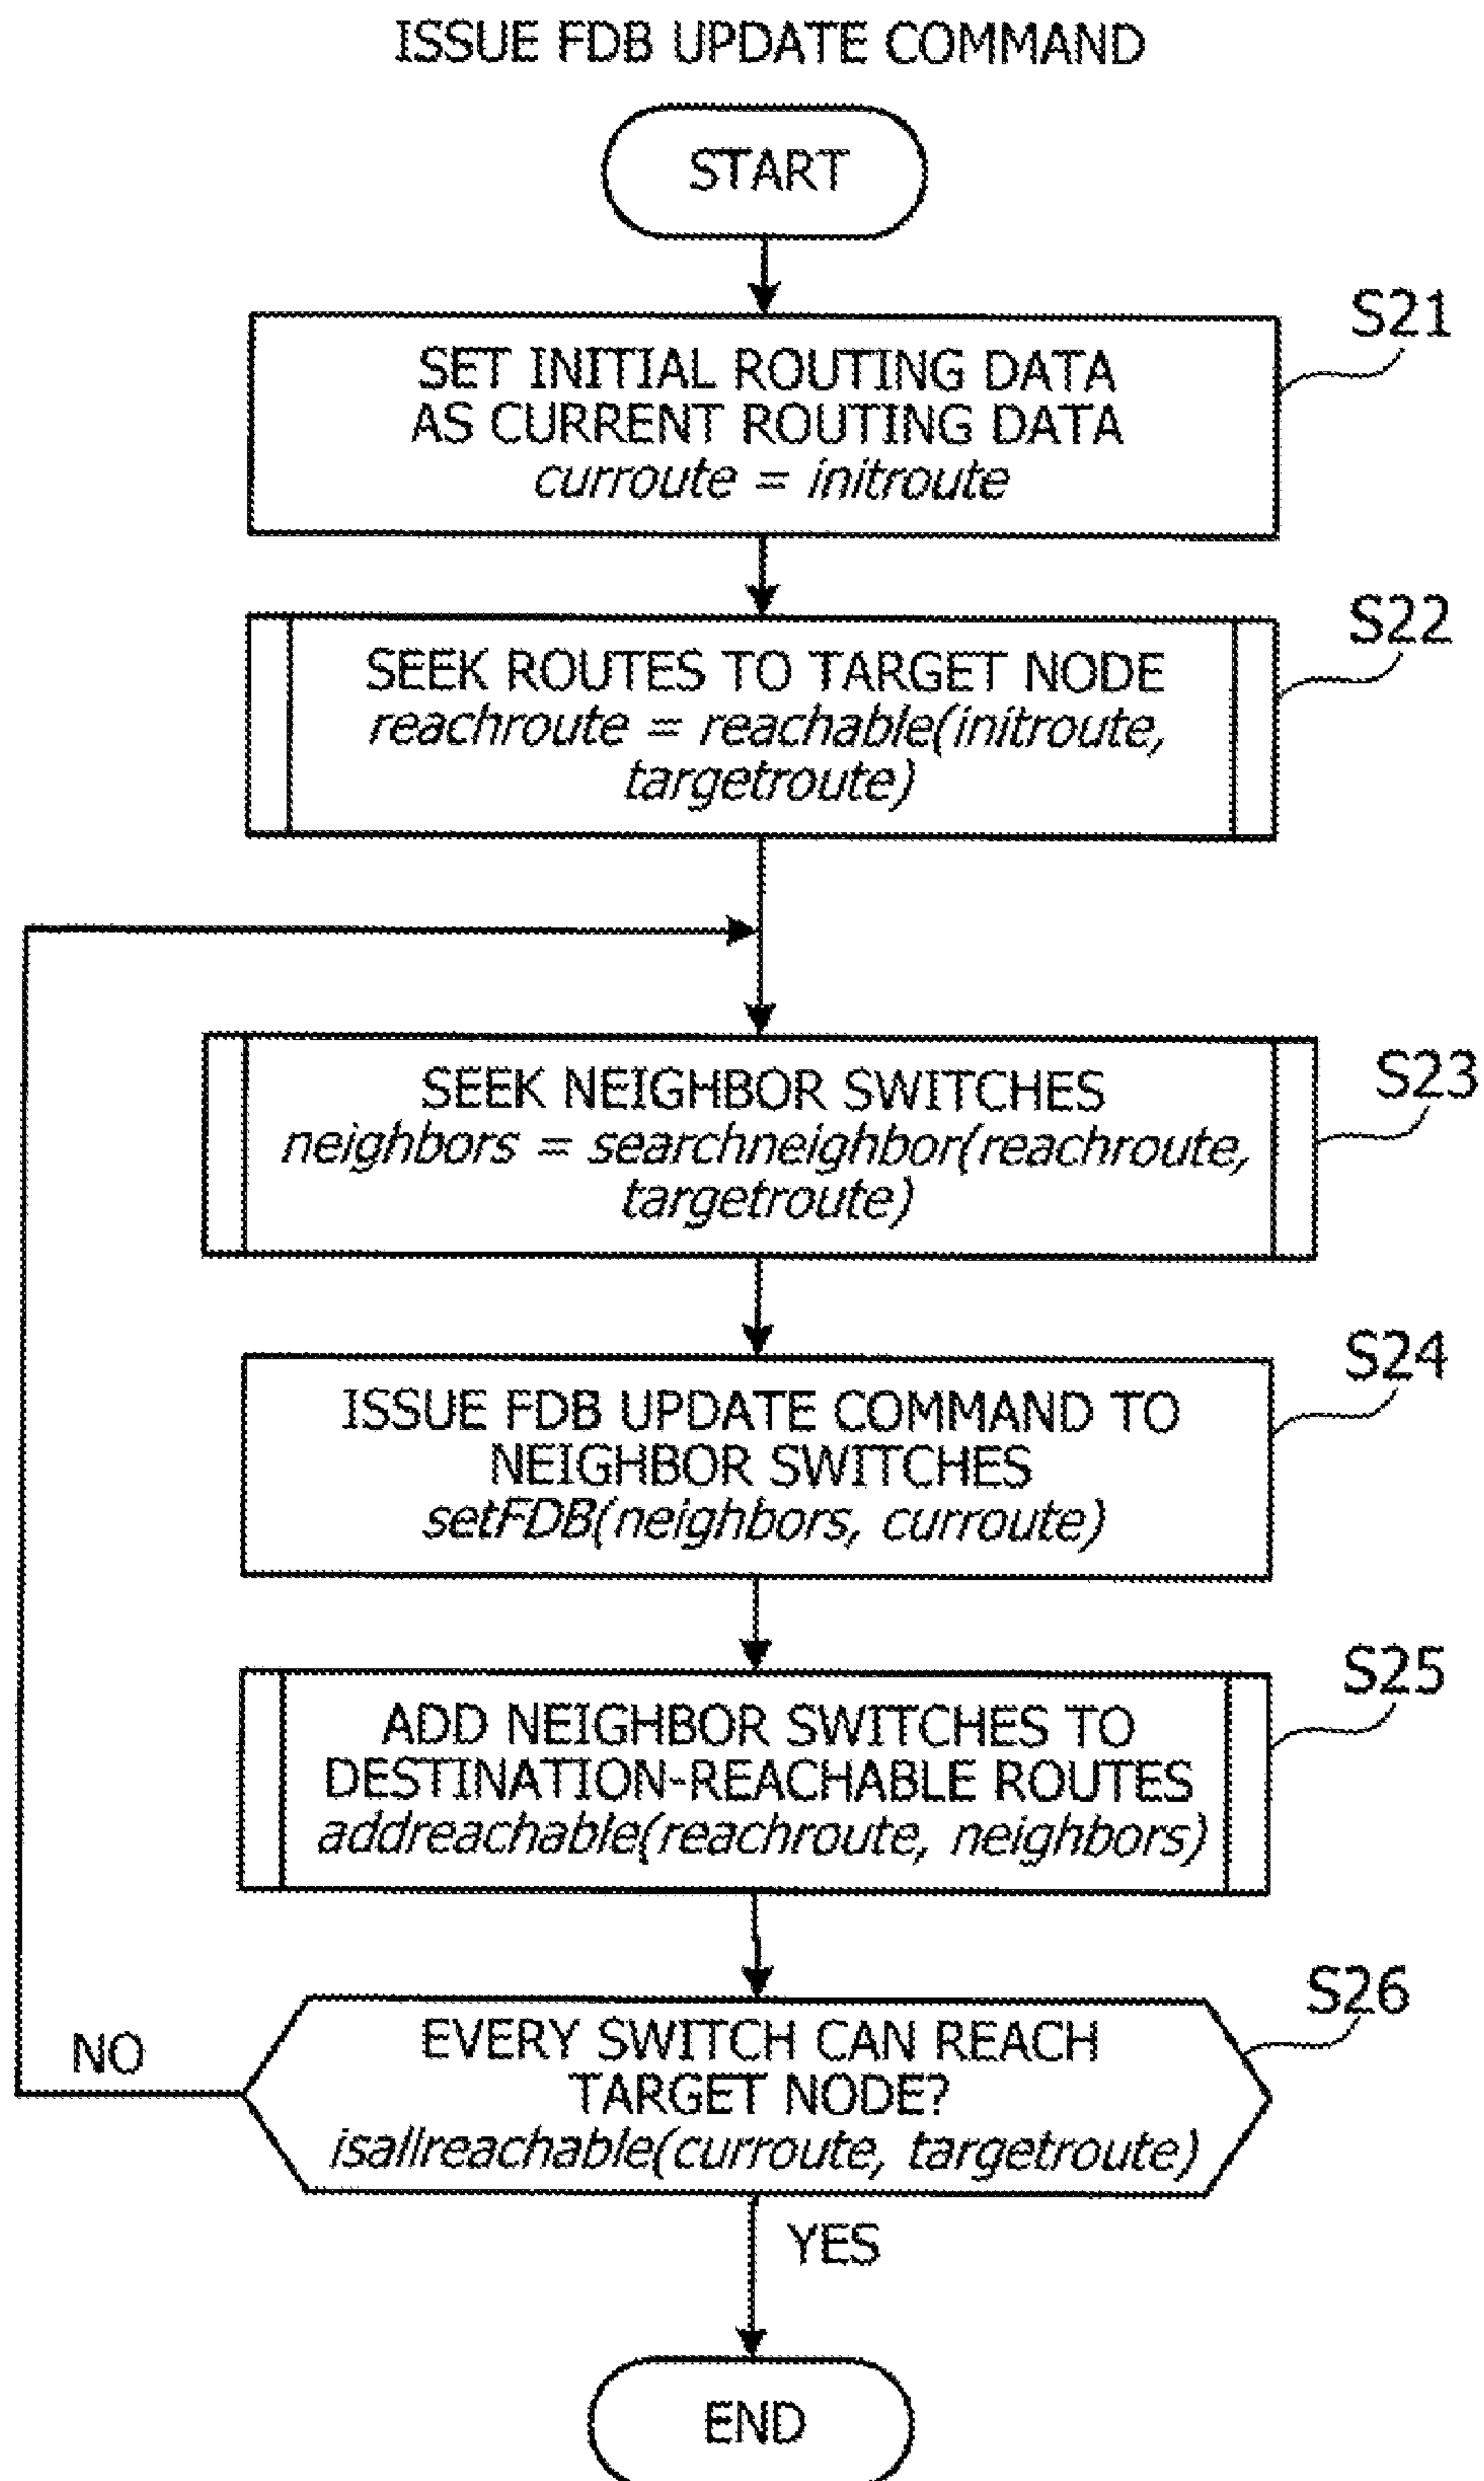 ISSUE FDB UPDATE COMMAND
START
S21
SET INITIAL ROUTING DATA
AS CURRENT ROUTING DATA
curroute = initroute
S22
SEEK ROUTES TO TARGET NODE
reachroute = reachable(initroute,
targetroute)
S23
SEEK NEIGHBOR SWITCHES
neighbors = searchneighbor(reachroute,
targetroute)
S24
ISSUE FDB UPDATE COMMAND TO
NEIGHBOR SWITCHES
setFDB(neighbors, curroute)
S25
ADD NEIGHBOR SWITCHES TO
DESTINATION-REACHABLE ROUTES
addreachable(reachroute, neighbors)
S26
EVERY SWITCH CAN REACH
TARGET NODE?
isallreachable(curroute, targetroute)
NO
YES
END